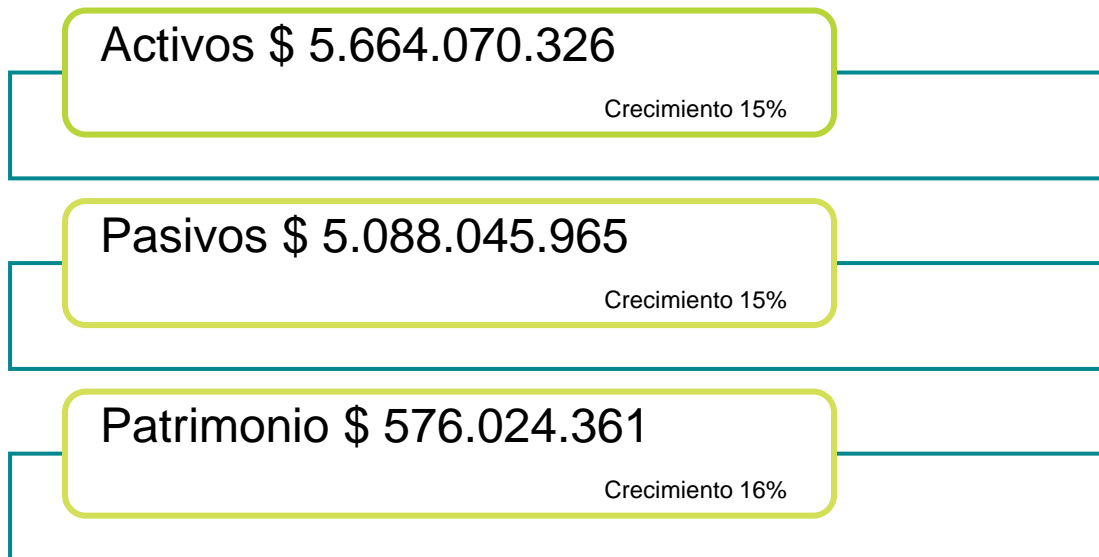 Activos $ 5.664.070.326
Crecimiento 15%
Pasivos $ 5.088.045.965
Crecimiento 15%
Patrimonio $ 576.024.361
Crecimiento 16%